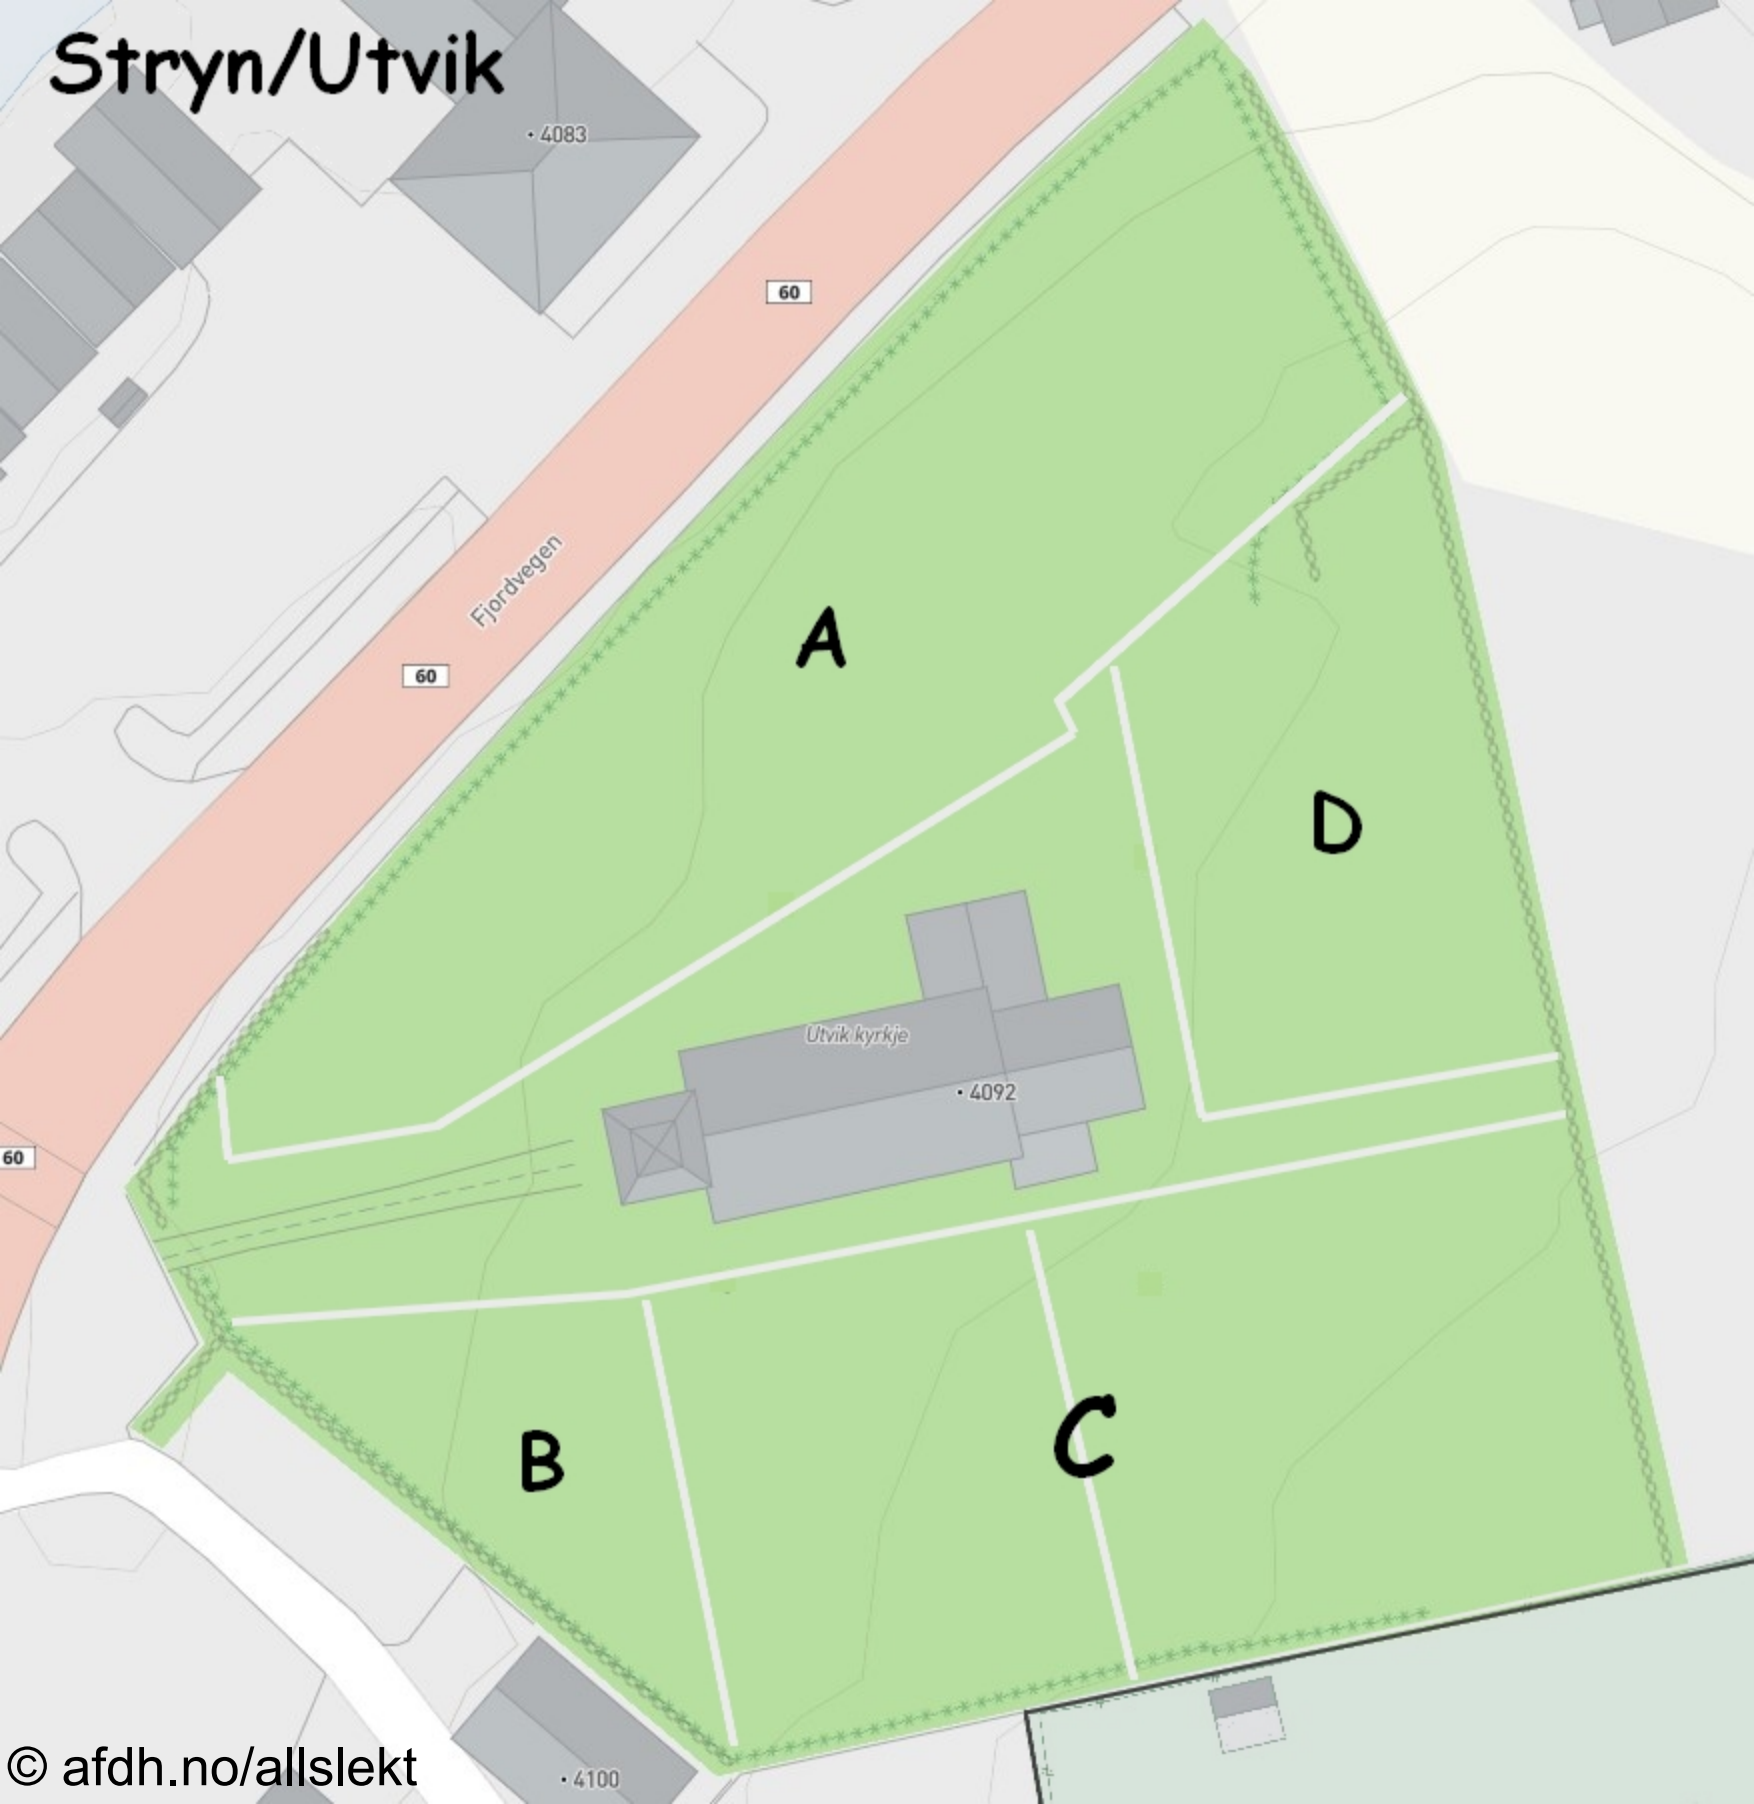 Stryn/Utvik
4083
60
Fjordvegen
60
A
D
Utvik kyrkje
4092
60
C
B
© afdh.no/allslekt
4100